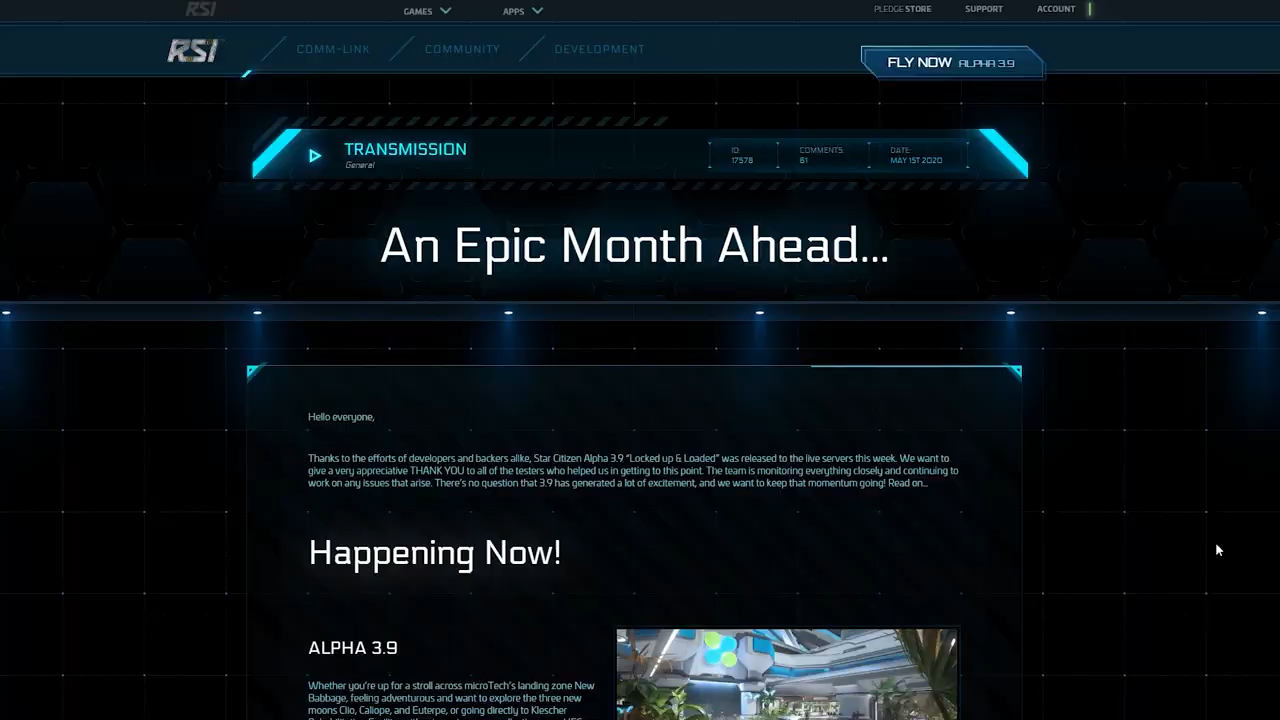 RSI
GAMES
APPS
PLEDGE STORE
SUPPORT
ACCOUNT
RSI
COMM-LINK
COMMUNITY
DEVELOPMENT
FLY NOW ALPHA 3.9
TRANSMISSION
General
ID:
17578
COMMENTS:
61
DATE:
MAY 1ST 2020
An Epic Month Ahead...
Hello everyone,
Thanks to the efforts of developers and backers alike, Star Citizen Alpha 3.9 “Locked up & Loaded” was released to the live servers this week. We want to
give a very appreciative THANK YOU to all of the testers who helped us in getting to this point. The team is monitoring everything closely and continuing to
work on any issues that arise. There's no question that 3.9 has generated a lot of excitement, and we want to keep that momentum going! Read on...
Happening Now!
ALPHA 3.9
Whether you're up for a stroll across microTech's landing zone New
Babbage, feeling adventurous and want to explore the three new
moons Clio, Calliope, and Euterpe, or going directly to Klescher